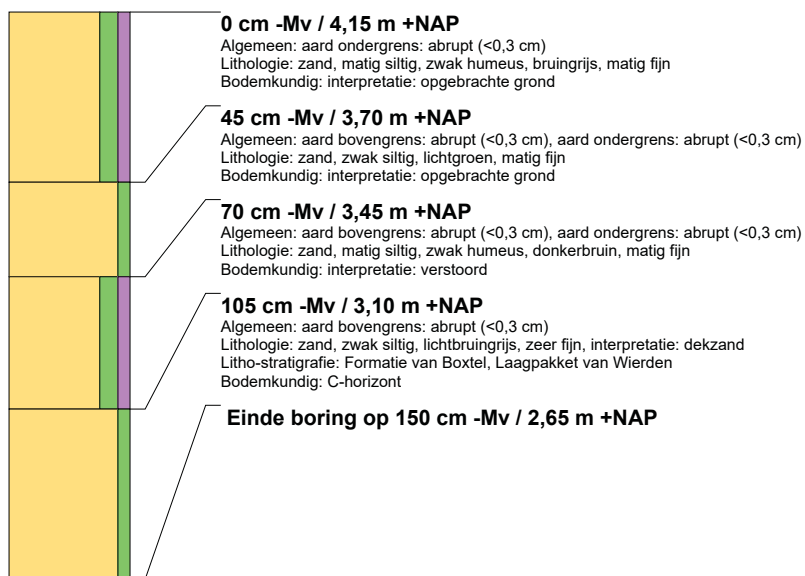 0 cm -Mv / 4,15 m +NAP
Algemeen: aard ondergrens: abrupt (<0,3 cm)
Lithologie: zand, matig siltig, zwak humeus, bruingrijs, matig fijn
Bodemkundig: interpretatie: opgebrachte grond
45 cm -Mv / 3,70 m +NAP
Algemeen: aard bovengrens: abrupt (<0,3 cm), aard ondergrens: abrupt (<0,3 cm)
Lithologie: zand, zwak siltig, lichtgroen, matig fijn
Bodemkundig: interpretatie: opgebrachte grond
70 cm -Mv / 3,45 m +NAP
Algemeen: aard bovengrens: abrupt (<0,3 cm), aard ondergrens: abrupt (<0,3 cm)
Lithologie: zand, matig siltig, zwak humeus, donkerbruin, matig fijn
Bodemkundig: interpretatie: verstoord
105 cm -Mv / 3,10 m +NAP
Algemeen: aard bovengrens: abrupt (<0,3 cm)
Lithologie: zand, zwak siltig, lichtbruingrijs, zeer fijn, interpretatie: dekzand
Litho-stratigrafie: Formatie van Boxtel, Laagpakket van Wierden
Bodemkundig: C-horizont
Einde boring op 150 cm -Mv / 2,65 m +NAP